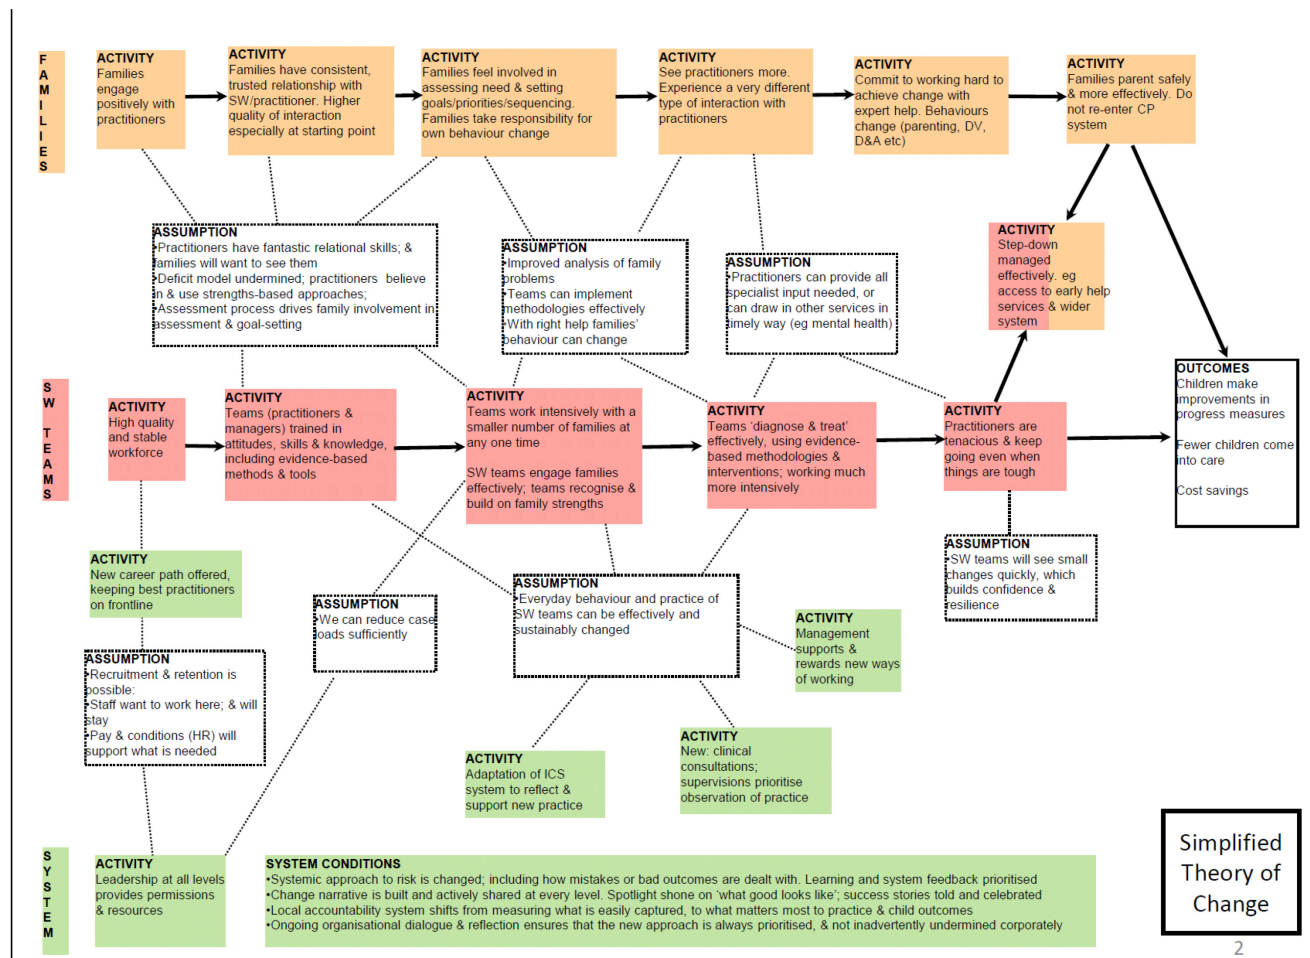 F
A
M
I
L
I
E
S
ACTIVITY
Families
engage
positively with
practitioners
ACTIVITY
Families have consistent,
trusted relationship with
SW/practitioner. Higher
quality of interaction
especially at starting point
ACTIVITY
Families feel involved in
assessing need & setting
goals/priorities/sequencing.
Families take responsibility for
own behaviour change
ACTIVITY
See practitioners more.
Experience a very different
type of interaction with
practitioners
ACTIVITY
Commit to working hard to
achieve change with
expert help. Behaviours
change (parenting, DV,
D&A etc)
ACTIVITY
Families parent safely
& more effectively. Do
not re-enter CP
system
ASSUMPTION
•Practitioners have fantastic relational skills; &
families will want to see them
•Deficit model undermined; practitioners believe
in & use strengths-based approaches;
•Assessment process drives family involvement in
assessment & goal-setting
ASSUMPTION
•Improved analysis of family
problems
•Teams can implement
methodologies effectively
•With right help families'
behaviour can change
ASSUMPTION
•Practitioners can provide all
specialist input needed, or
can draw in other services in
timely way (eg mental health)
ACTIVITY
Step-down
managed
effectively. eg
access to early help
services & wider
system
S
W
T
E
A
M
S
ACTIVITY
High quality
and stable
workforce
ACTIVITY
Teams (practitioners &
managers) trained in
attitudes, skills & knowledge,
including evidence-based
methods & tools
ACTIVITY
Teams work intensively with a
smaller number of families at
any one time
SW teams engage families
effectively; teams recognise &
build on family strengths
ACTIVITY
Teams 'diagnose & treat'
effectively, using evidence-
based methodologies &
interventions; working much
more intensively
ACTIVITY
Practitioners are
tenacious & keep
going even when
things are tough
OUTCOMES
Children make
improvements in
progress measures
Fewer children come
into care
Cost savings
ACTIVITY
New career path offered,
keeping best practitioners
on frontline
ASSUMPTION
•We can reduce case
loads sufficiently
ASSUMPTION
•Everyday behaviour and practice of
SW teams can be effectively and
sustainably changed
ASSUMPTION
•SW teams will see small
changes quickly, which
builds confidence &
resilience
ACTIVITY
Management
supports &
rewards new ways
of working
ASSUMPTION
•Recruitment & retention is
possible:
•Staff want to work here; & will
stay
•Pay & conditions (HR) will
support what is needed
ACTIVITY
Adaptation of ICS
system to reflect &
support new practice
ACTIVITY
New: clinical
consultations;
supervisions prioritise
observation of practice
S
Y
S
T
E
M
ACTIVITY
Leadership at all levels
provides permissions
& resources
SYSTEM CONDITIONS
•Systemic approach to risk is changed; including how mistakes or bad outcomes are dealt with. Learning and system feedback prioritised
•Change narrative is built and actively shared at every level. Spotlight shone on 'what good looks like'; success stories told and celebrated
•Local accountability system shifts from measuring what is easily captured, to what matters most to practice & child outcomes
•Ongoing organisational dialogue & reflection ensures that the new approach is always prioritised, & not inadvertently undermined corporately
Simplified
Theory of
Change
2